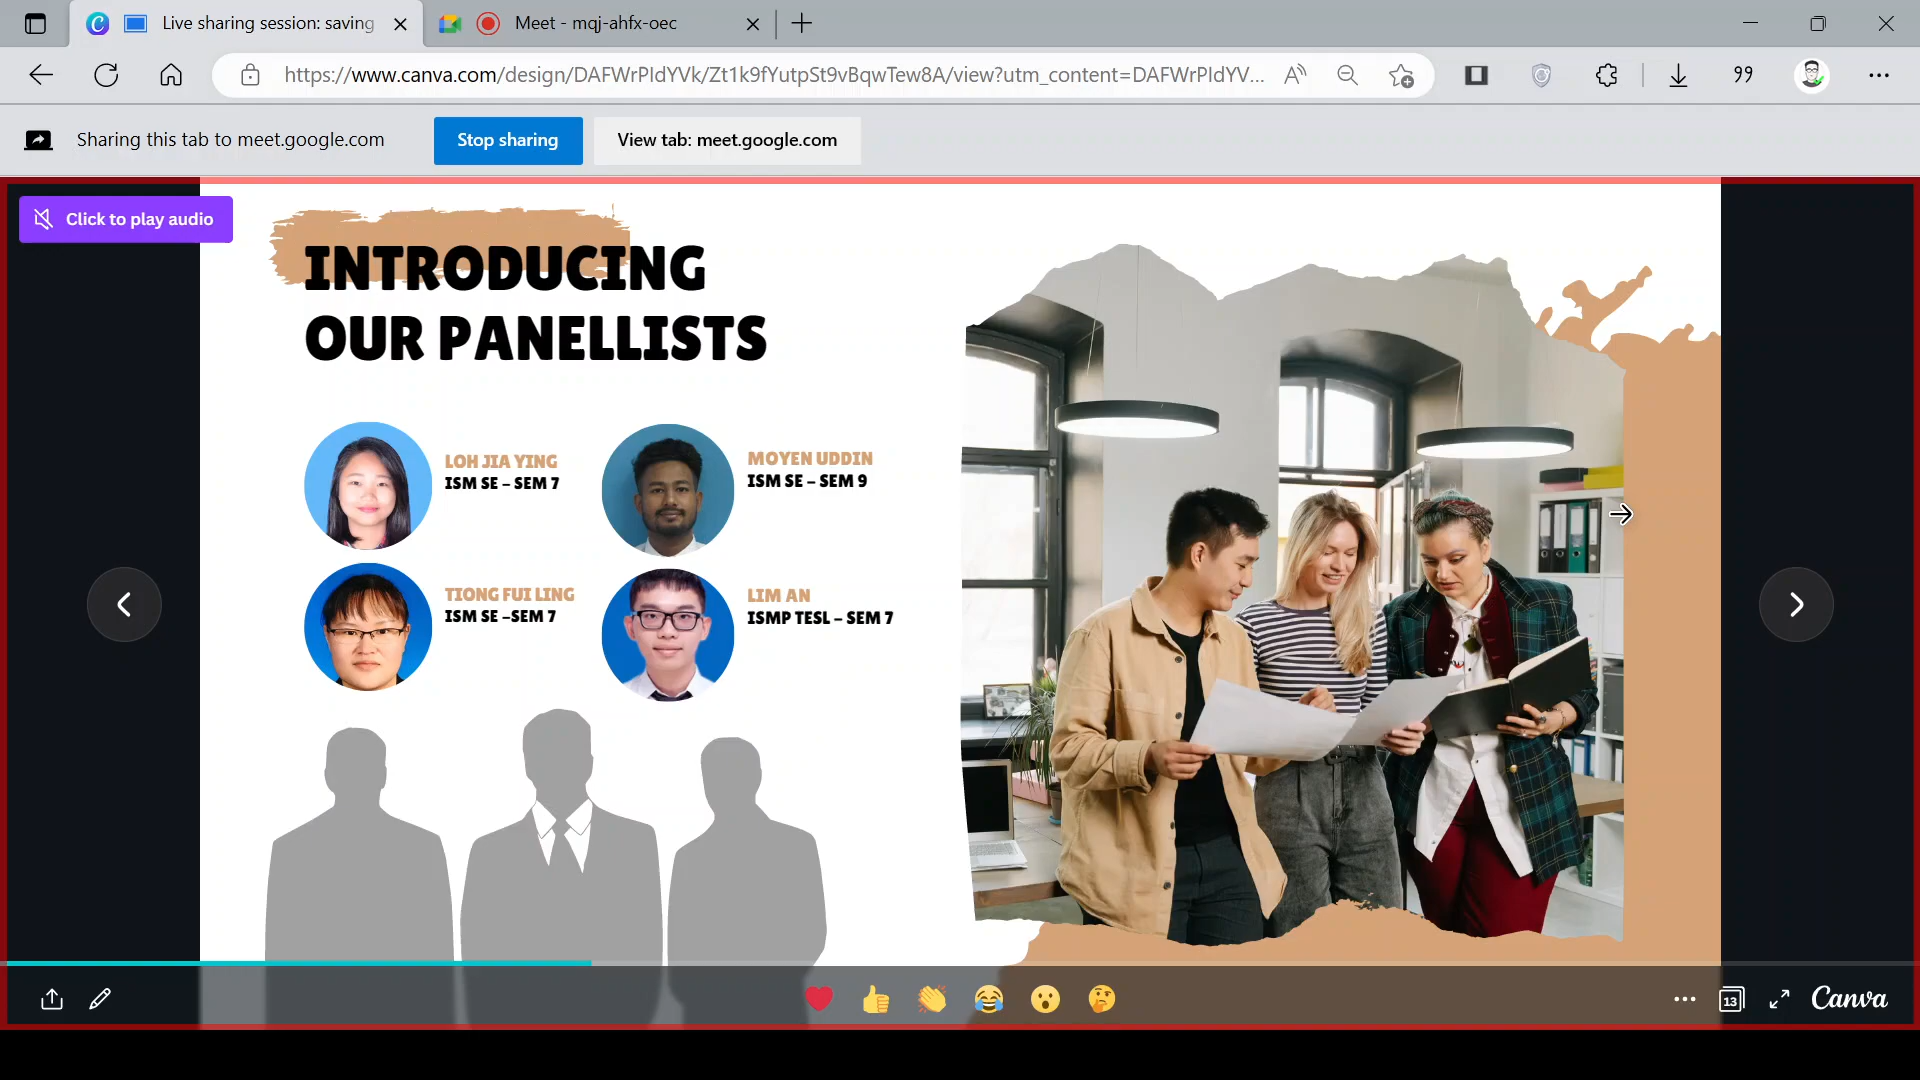 Live sharing session: saving
Meet - mqj-ahfx-oec
https://www.canva.com/design/DAFWrPIdYVk/Zt1k9fYutpSt9vBqwTew8A/view?utm_content=DAFWrPIdYV...
Sharing this tab to meet.google.com
Stop sharing
View tab: meet.google.com
Click to play audio
INTRODUCING
OUR PANELLISTS
LOH JIA YING
ISM SE – SEM 7
MOYEN UDDIN
ISM SE – SEM 9
TIONG FUI LING
ISM SE –SEM 7
LIM AN
ISMP TESL – SEM 7
13
Canva